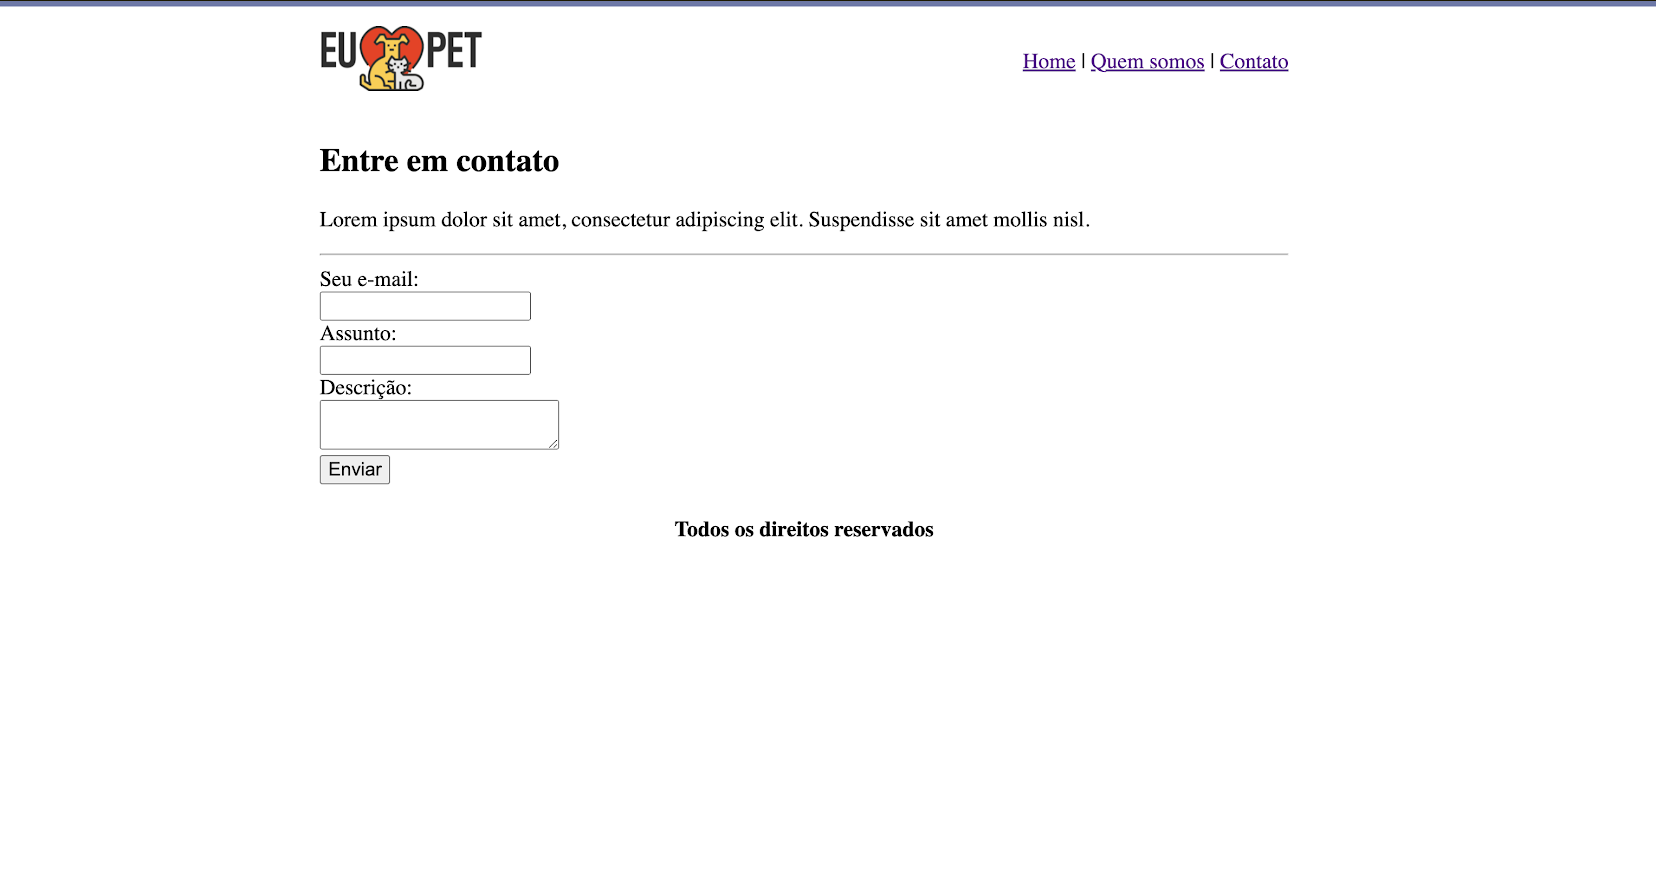 EU PET
Home | Quem somos | Contato
Entre em contato
Lorem ipsum dolor sit amet, consectetur adipiscing elit. Suspendisse sit amet mollis nisl.
Seu e-mail:
Assunto:
Descrição:
Enviar
Todos os direitos reservados